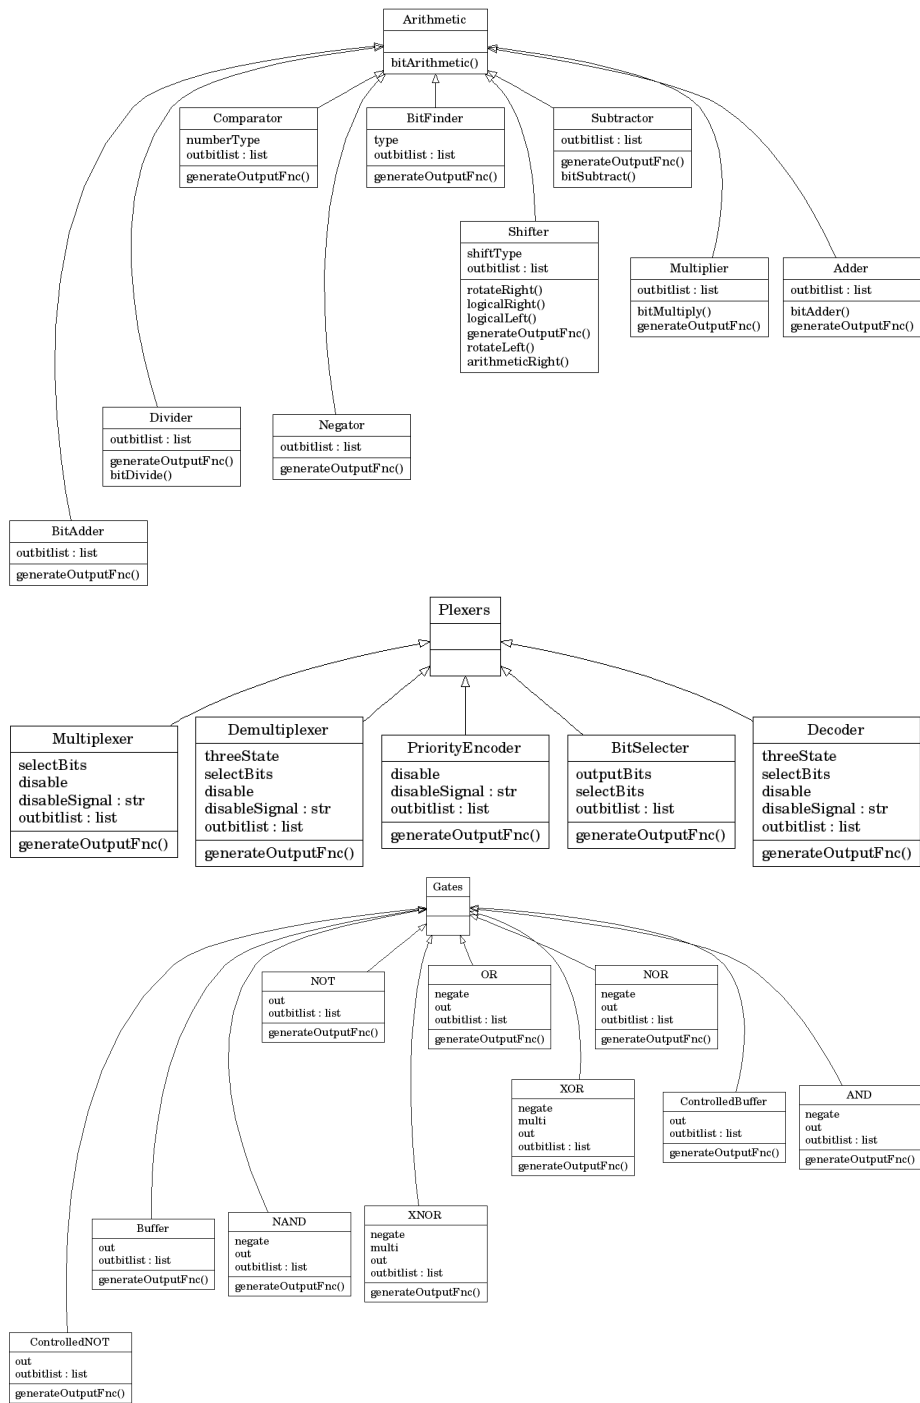 Arithmetic
bitArithmetic()
Comparator
numberType
outbitlist : list
generateOutputFnc()
BitFinder
type
outbitlist : list
generateOutputFnc()
Subtractor
outbitlist : list
generateOutputFnc()
bitSubtract()
Shifter
shiftType
outbitlist : list
rotateRight()
logicalRight()
logicalLeft()
generateOutputFnc()
rotateLeft()
arithmeticRight()
Multiplier
outbitlist : list
bitMultiply()
generateOutputFnc()
Adder
outbitlist : list
bitAdder()
generateOutputFnc()
Divider
outbitlist : list
generateOutputFnc()
bitDivide()
Negator
outbitlist : list
generateOutputFnc()
BitAdder
outbitlist : list
generateOutputFnc()
Plexers
Multiplexer
selectBits
disable
disableSignal : str
outbitlist : list
generateOutputFnc()
Demultiplexer
threeState
selectBits
disable
disableSignal : str
outbitlist : list
generateOutputFnc()
PriorityEncoder
disable
disableSignal : str
outbitlist : list
generateOutputFnc()
BitSelecter
outputBits
selectBits
outbitlist : list
generateOutputFnc()
Decoder
threeState
selectBits
disable
disableSignal : str
outbitlist : list
generateOutputFnc()
Gates
NOT
out
outbitlist : list
generateOutputFnc()
OR
negate
out
outbitlist : list
generateOutputFnc()
NOR
negate
out
outbitlist : list
generateOutputFnc()
XOR
negate
multi
out
outbitlist : list
generateOutputFnc()
ControlledBuffer
out
outbitlist : list
generateOutputFnc()
AND
negate
out
outbitlist : list
generateOutputFnc()
Buffer
out
outbitlist : list
generateOutputFnc()
NAND
negate
out
outbitlist : list
generateOutputFnc()
XNOR
negate
multi
out
outbitlist : list
generateOutputFnc()
ControlledNOT
out
outbitlist : list
generateOutputFnc()